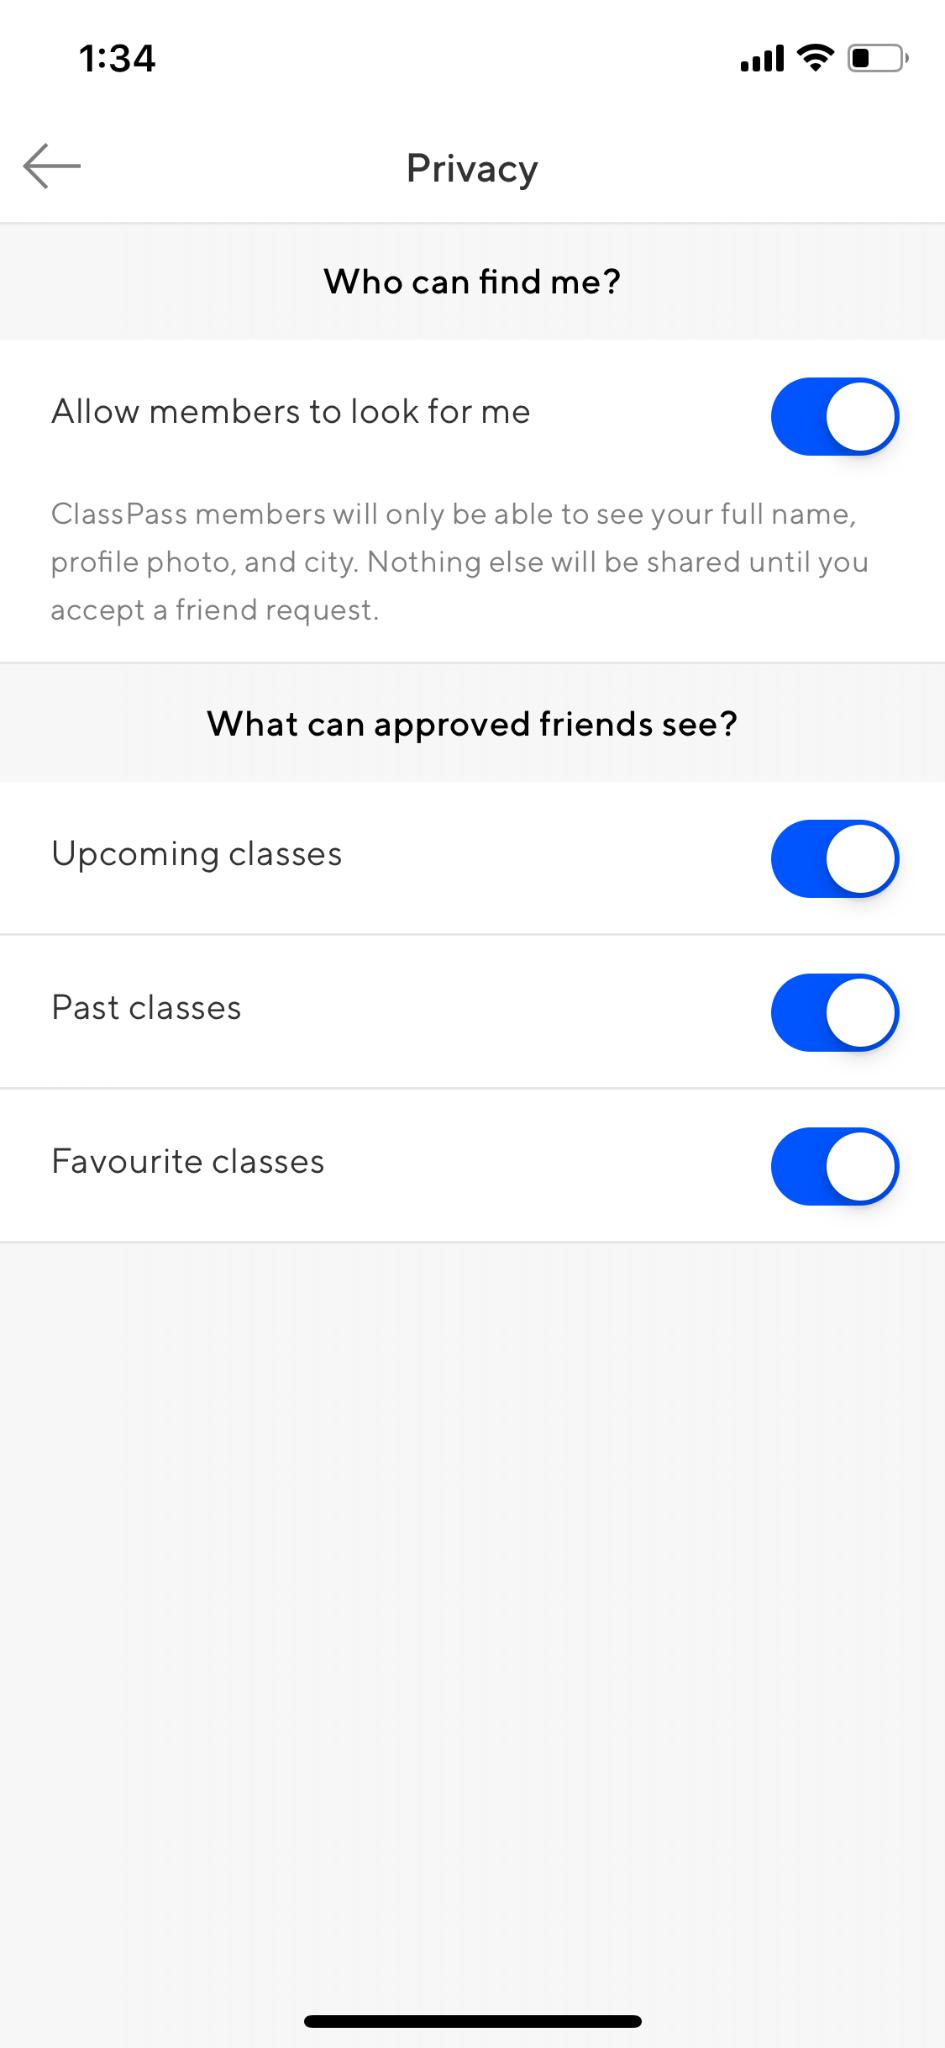 1:34
Privacy
Who can find me?
Allow members to look for me
ClassPass members will only be able to see your full name,
profile photo, and city. Nothing else will be shared until you
accept a friend request.
What can approved friends see?
Upcoming classes
Past classes
Favourite classes